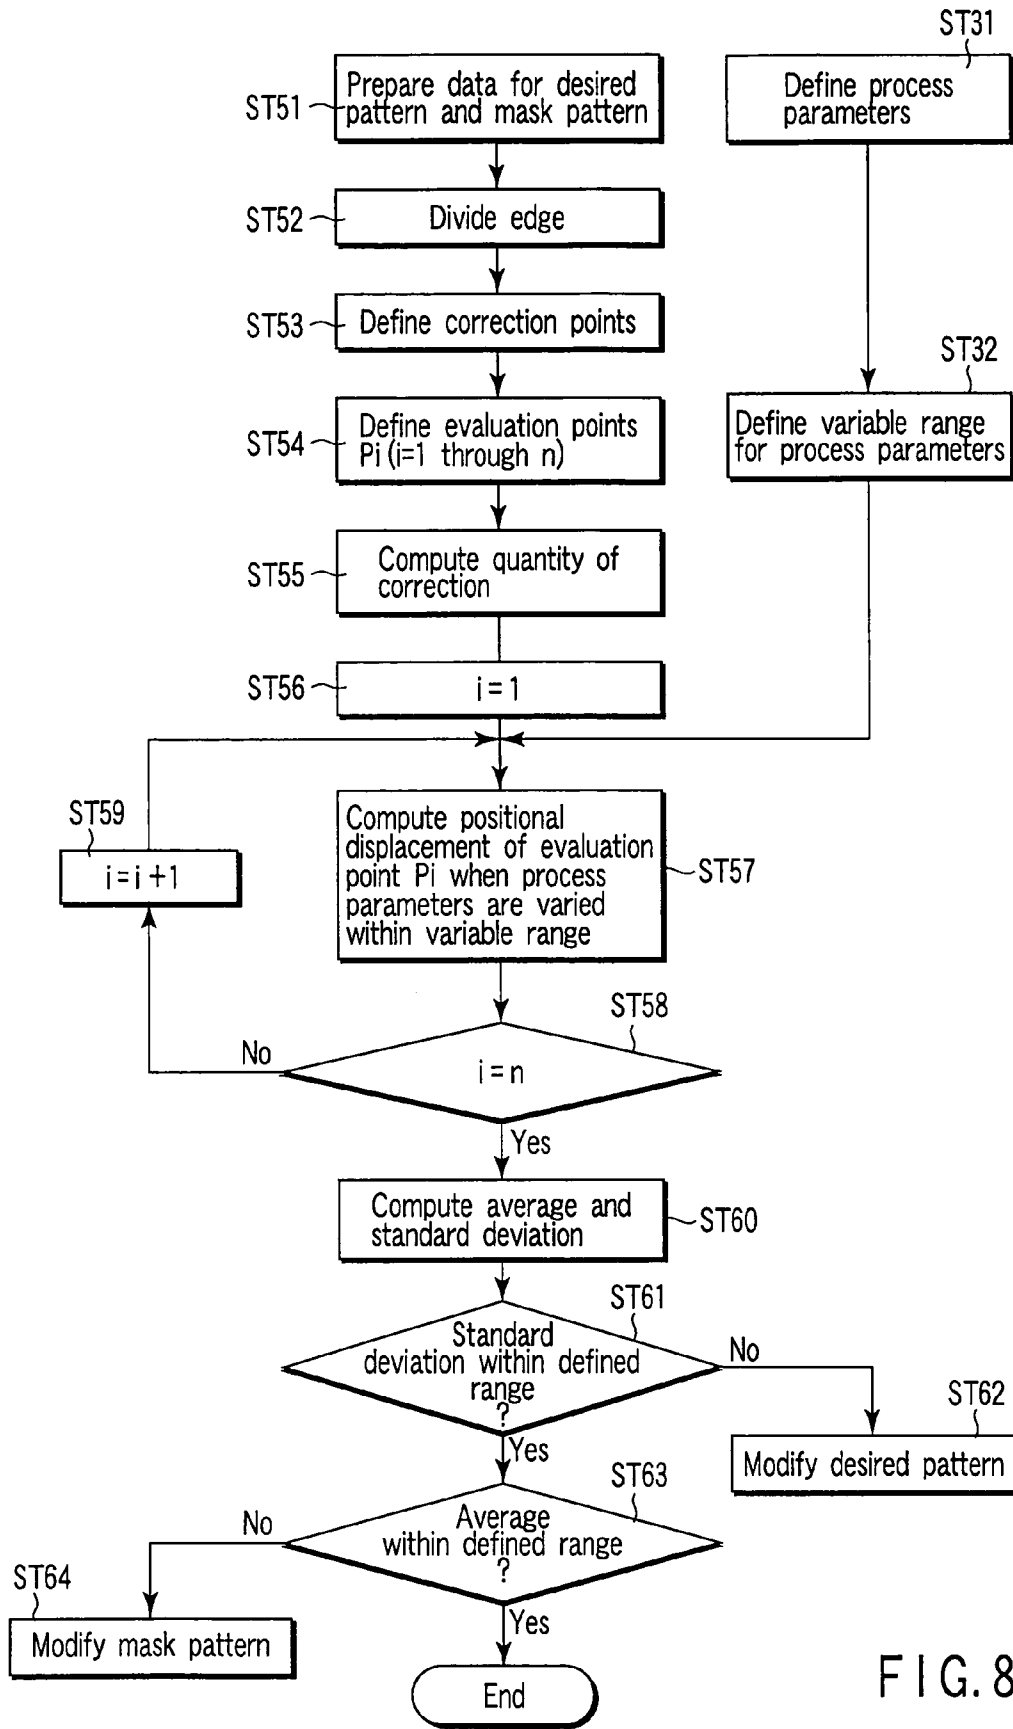 ST31
Define process
parameters
ST51
Prepare data for desired
pattern and mask pattern
ST52
Divide edge
ST53
Define correction points
ST32
Define variable range
for process parameters
ST54
Define evaluation points
Pi (i=1 through n)
ST55
Compute quantity of
correction
ST56
i=1
ST59
i=i+1
Compute positional
displacement of evaluation
point Pi when process
parameters are varied
within variable range
ST57
ST58
No
i=n
Yes
Compute average and
standard deviation
ST60
ST61
Standard
deviation within defined
range
?
No
ST62
Modify desired pattern
Yes
ST63
Average
within defined range
?
No
ST64
Modify mask pattern
Yes
End
FIG. 8